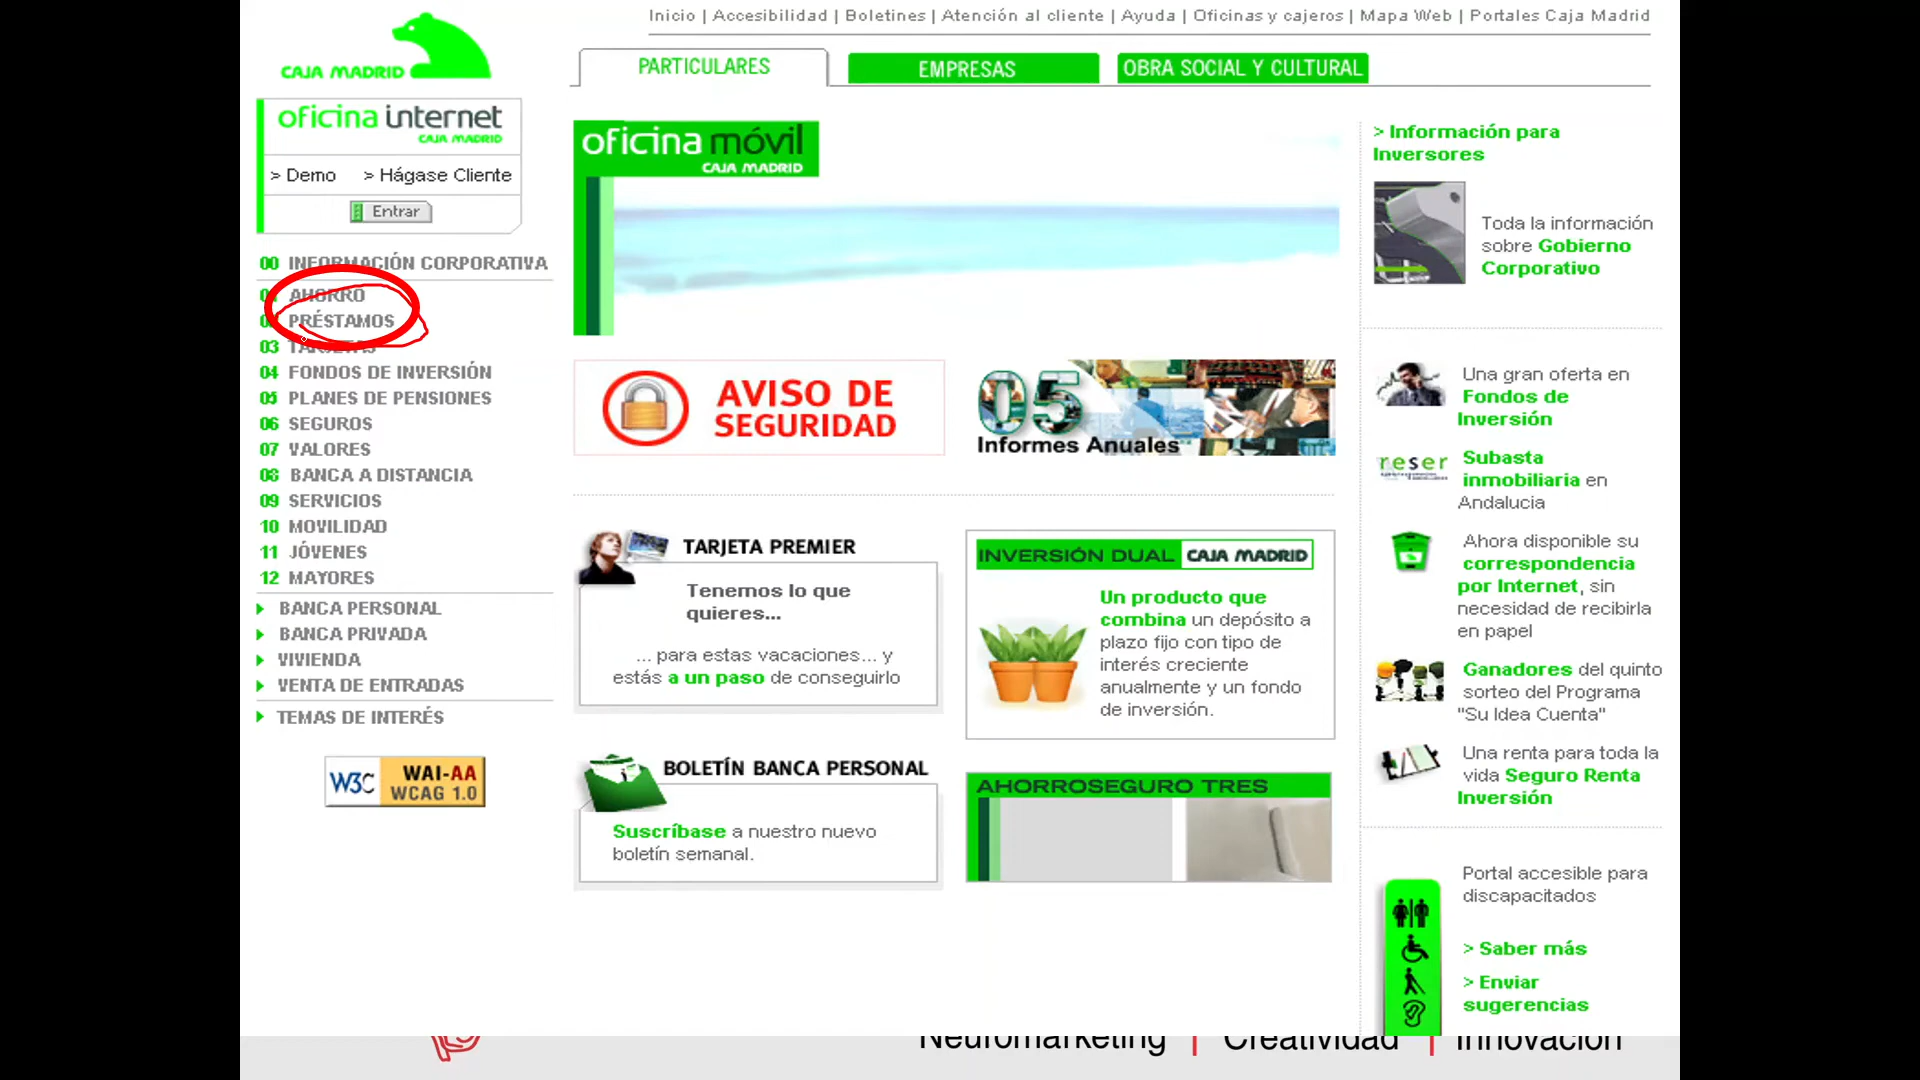 Inicio | Accesibilidad | Boletines | Atención al cliente | Ayuda | Oficinas y cajeros | Mapa Web | Portales Caja Madrid
CAJA MADRID
PARTICULARES
EMPRESAS
OBRA SOCIAL Y CULTURAL
oficina internet
CAJA MADRID
> Demo
> Hágase Cliente
Entrar
00 INFORMACIÓN CORPORATIVA
01 AHORRO
02 PRÉSTAMOS
03 TARJETAS
04 FONDOS DE INVERSIÓN
05 PLANES DE PENSIONES
06 SEGUROS
07 VALORES
08 BANCA A DISTANCIA
09 SERVICIOS
10 MOVILIDAD
11 JÓVENES
12 MAYORES
BANCA PERSONAL
BANCA PRIVADA
VIVIENDA
VENTA DE ENTRADAS
TEMAS DE INTERÉS
W3C WAI-AA
WCAG 1.0
oficina móvil
CAJA MADRID
AVISO DE
SEGURIDAD
05
Informes Anuales
TARJETA PREMIER
Tenemos lo que
quieres...
... para estas vacaciones... y
estás a un paso de conseguirlo
INVERSIÓN DUAL CAJA MADRID
Un producto que
combina un depósito a
plazo fijo con tipo de
interés creciente
anualmente y un fondo
de inversión.
BOLETÍN BANCA PERSONAL
Suscríbase a nuestro nuevo
boletín semanal.
AHORROSEGURO TRES
> Información para
Inversores
Toda la información
sobre Gobierno
Corporativo
Una gran oferta en
Fondos de
Inversión
reser
Subasta
inmobiliaria en
Andalucia
Ahora disponible su
correspondencia
por Internet, sin
necesidad de recibirla
en papel
Ganadores del quinto
sorteo del Programa
"Su Idea Cuenta"
Una renta para toda la
vida Seguro Renta
Inversión
Portal accesible para
discapacitados
> Saber más
> Enviar
sugerencias
Neuromarketing | Creatividad | Innovación